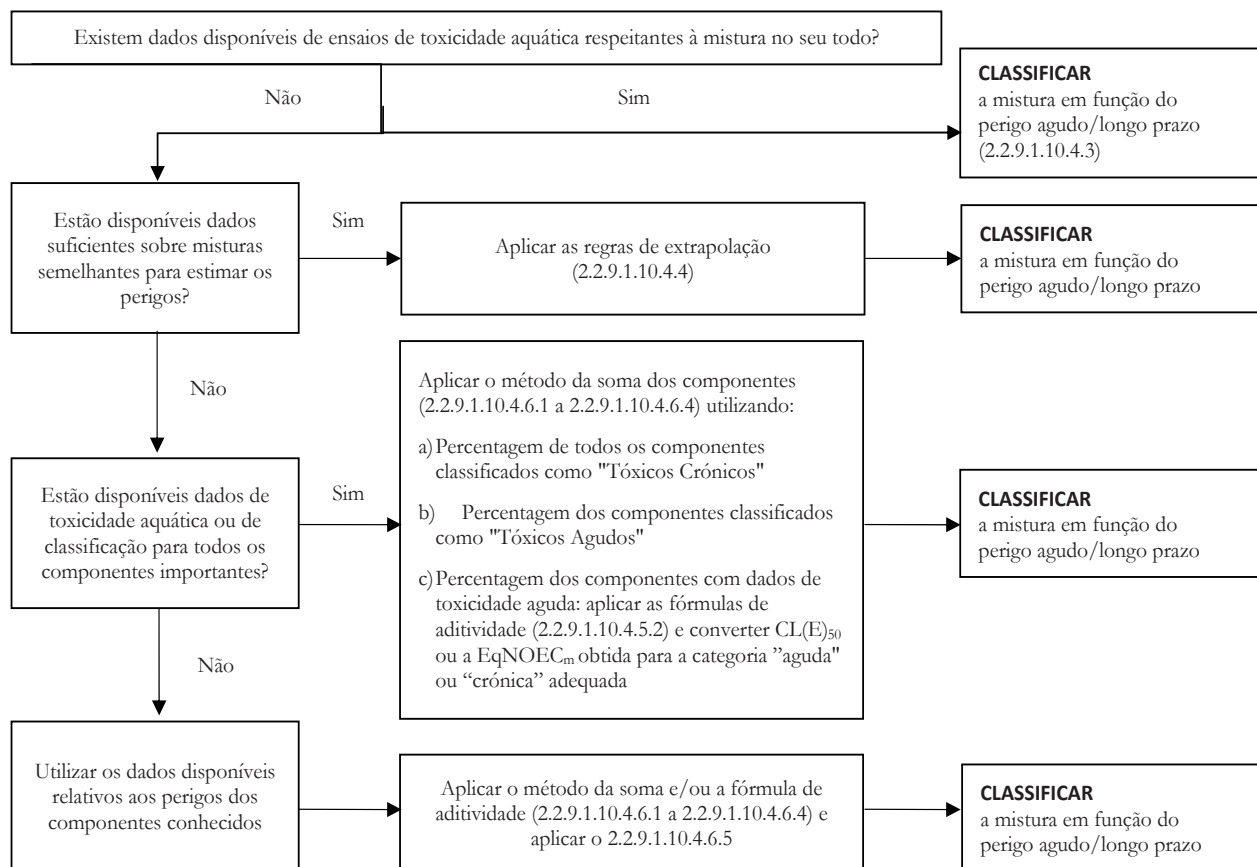 Existem dados disponíveis de ensaios de toxicidade aquática respeitantes à mistura no seu todo?
Não
Sim
CLASSIFICAR
a mistura em função do
perigo agudo/longo prazo
(2.2.9.1.10.4.3)
Estão disponíveis dados
suficientes sobre misturas
semelhantes para estimar os
perigos?
Sim
Aplicar as regras de extrapolação
(2.2.9.1.10.4.4)
CLASSIFICAR
a mistura em função do
perigo agudo/longo prazo
Não
Estão disponíveis dados de
toxicidade aquática ou de
classificação para todos os
componentes importantes?
Sim
Aplicar o método da soma dos componentes
(2.2.9.1.10.4.6.1 a 2.2.9.1.10.4.6.4) utilizando:
a) Percentagem de todos os componentes
classificados como "Tóxicos Crónicos"
b) Percentagem dos componentes classificados
como "Tóxicos Agudos"
c) Percentagem dos componentes com dados de
toxicidade aguda: aplicar as fórmulas de
aditividade (2.2.9.1.10.4.5.2) e converter CL(E)₅₀
ou a EqNOECₘ obtida para a categoria ”aguda"
ou “crónica” adequada
CLASSIFICAR
a mistura em função do
perigo agudo/longo prazo
Não
Utilizar os dados disponíveis
relativos aos perigos dos
componentes conhecidos
Aplicar o método da soma e/ou a fórmula de
aditividade (2.2.9.1.10.4.6.1 a 2.2.9.1.10.4.6.4) e
aplicar o 2.2.9.1.10.4.6.5
CLASSIFICAR
a mistura em função do
perigo agudo/longo prazo